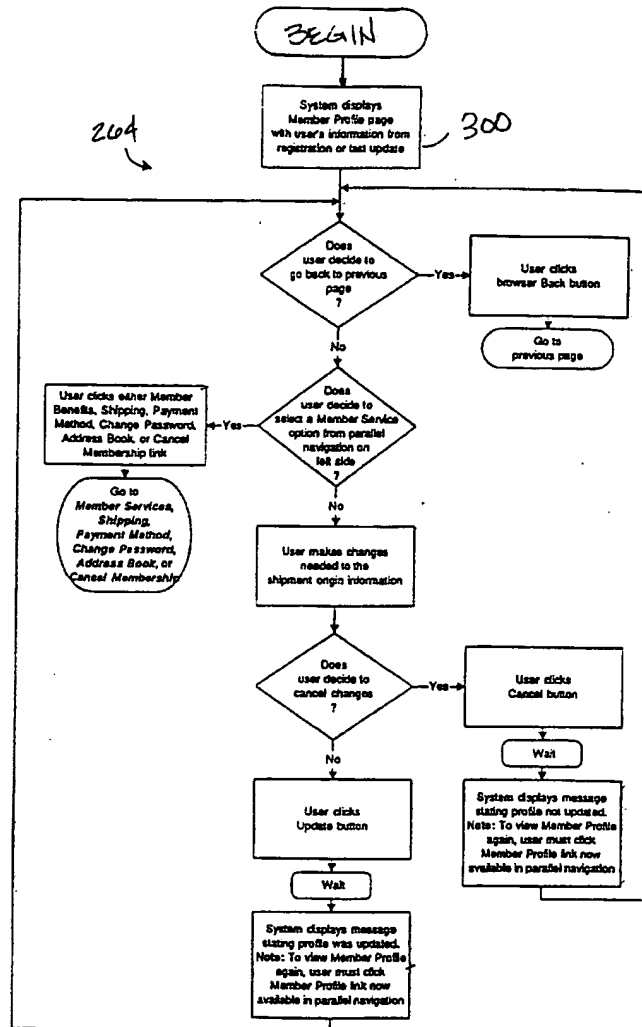 BEGIN
System displays
Member Profile page
with user's information from
registration or last update
300
264
Does
user decide to
go back to previous
page
?
Yes
User clicks
browser Back button
Go to
previous page
No
Does
user decide to
select a Member Service
option from parallel
navigation on
left side
?
Yes
User clicks either Member
Benefits, Shipping, Payment
Method, Change Password,
Address Book, or Cancel
Membership link
Go to
Member Services,
Shipping,
Payment Method,
Change Password,
Address Book, or
Cancel Membership
No
User makes changes
needed to the
shipment origin information
Does
user decide to
cancel changes
?
Yes
User clicks
Cancel button
Wait
System displays message
stating profile not updated.
Note: To view Member Profile
again, user must click
Member Profile link now
available in parallel navigation
No
User clicks
Update button
Wait
System displays message
stating profile was updated.
Note: To view Member Profile
again, user must click
Member Profile link now
available in parallel navigation